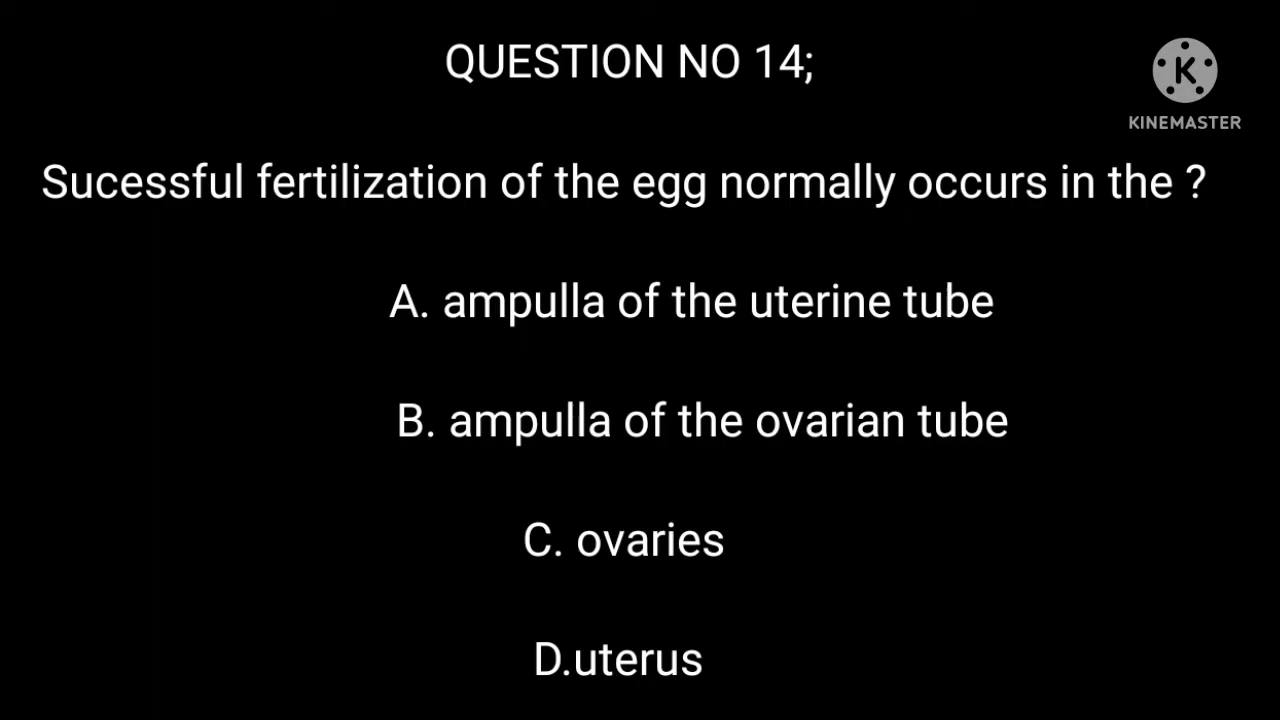 QUESTION NO 14;
K
KINEMASTER
Sucessful fertilization of the egg normally occurs in the ?
A. ampulla of the uterine tube
B. ampulla of the ovarian tube
C. ovaries
D.uterus